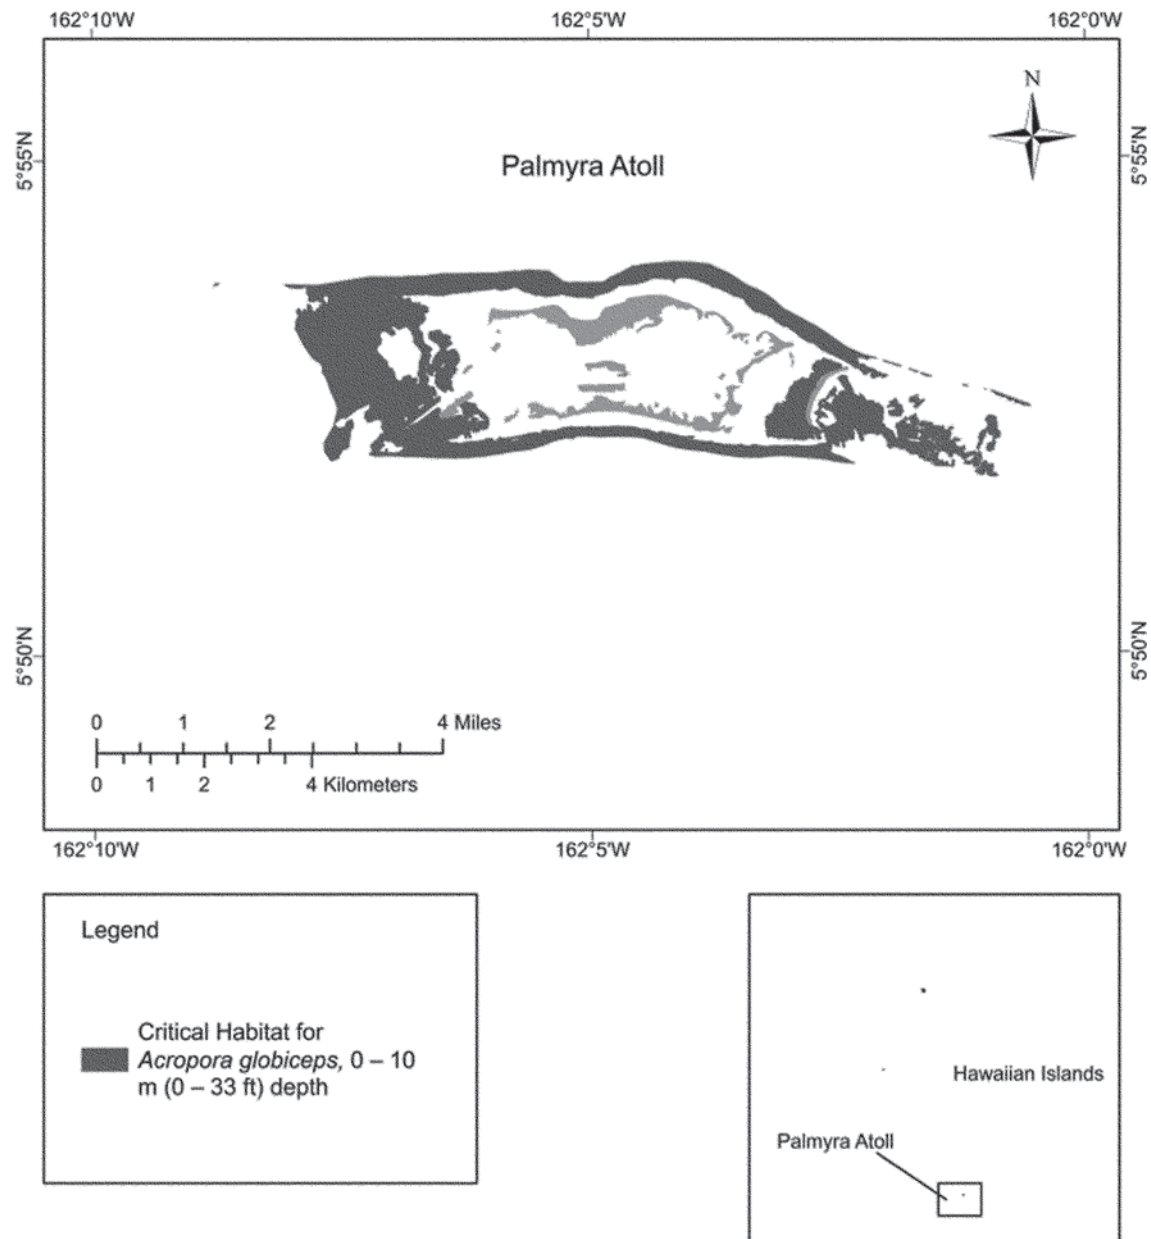 162°10'W 162°5'W 162°0'W
N
5°55'N 5°55'N
Palmyra Atoll
5°50'N 5°50'N
0 1 2 4 Miles
0 1 2 4 Kilometers
162°10'W 162°5'W 162°0'W
Legend
Critical Habitat for
Acropora globiceps, 0 – 10
m (0 – 33 ft) depth
Hawaiian Islands
Palmyra Atoll